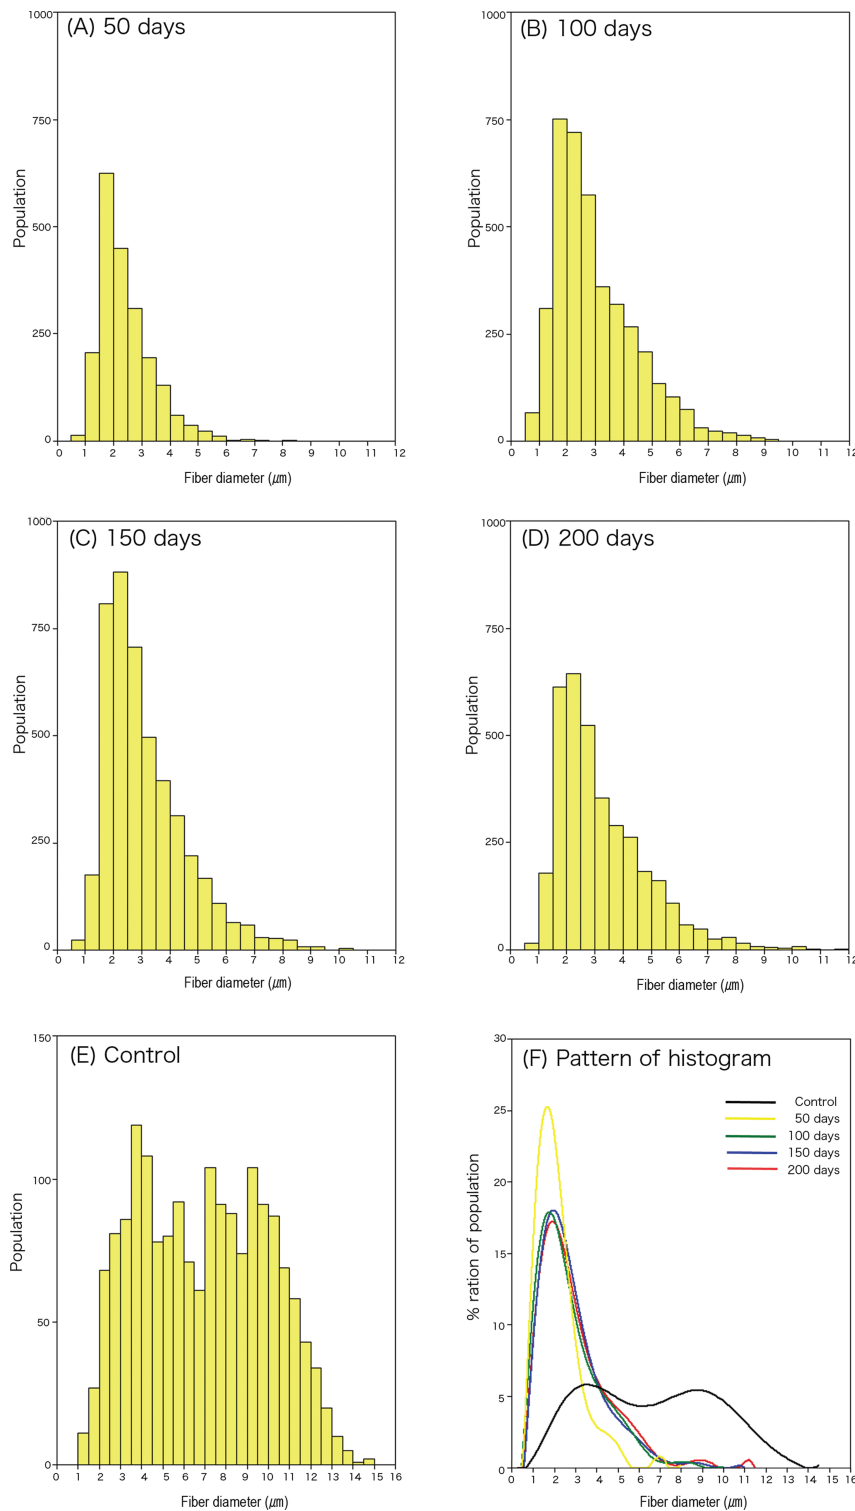 (A) 50 days
1000
750
500
250
0
Population
0 1 2 3 4 5 6 7 8 9 10 11 12
Fiber diameter (μm)
(B) 100 days
1000
750
500
250
0
Population
0 1 2 3 4 5 6 7 8 9 10 11 12
Fiber diameter (μm)
(C) 150 days
1000
750
500
250
0
Population
0 1 2 3 4 5 6 7 8 9 10 11 12
Fiber diameter (μm)
(D) 200 days
1000
750
500
250
0
Population
0 1 2 3 4 5 6 7 8 9 10 11 12
Fiber diameter (μm)
(E) Control
150
100
50
0
Population
0 1 2 3 4 5 6 7 8 9 10 11 12 13 14 15 16
Fiber diameter (μm)
(F) Pattern of histogram
30
25
20
15
10
5
0
% ration of population
Control
50 days
100 days
150 days
200 days
0 1 2 3 4 5 6 7 8 9 10 11 12 13 14 15 16
Fiber diameter (μm)